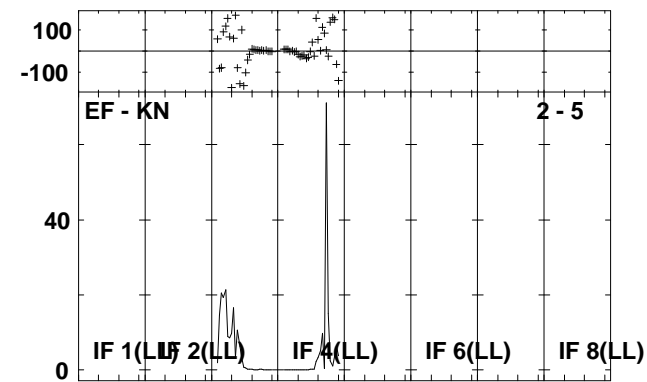 100
-100
EF - KN 2 - 5
40
IF 1(LL) IF 2(LL) IF 4(LL) IF 6(LL) IF 8(LL)
0